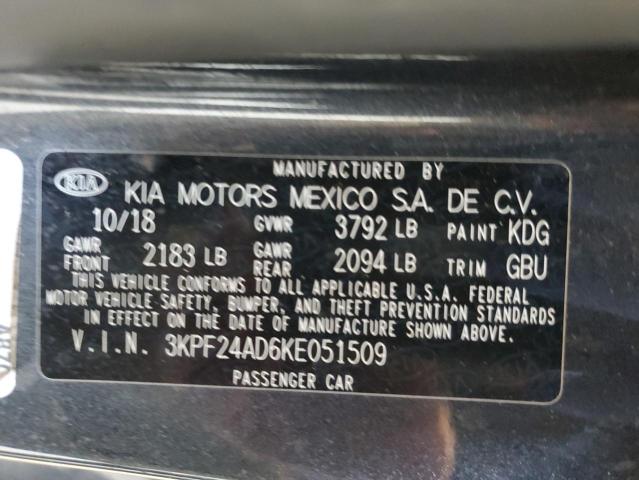 MANUFACTURED BY
KIA KIA MOTORS MEXICO S.A. DE C.V.
10/18 GVWR 3792 LB PAINT KDG
GAWR FRONT 2183 LB GAWR REAR 2094 LB TRIM GBU
THIS VEHICLE CONFORMS TO ALL APPLICABLE U.S.A. FEDERAL
MOTOR VEHICLE SAFETY, BUMPER, AND THEFT PREVENTION STANDARDS
IN EFFECT ON THE DATE OF MANUFACTURE SHOWN ABOVE.
V.I.N. 3KPF24AD6KE051509
PASSENGER CAR